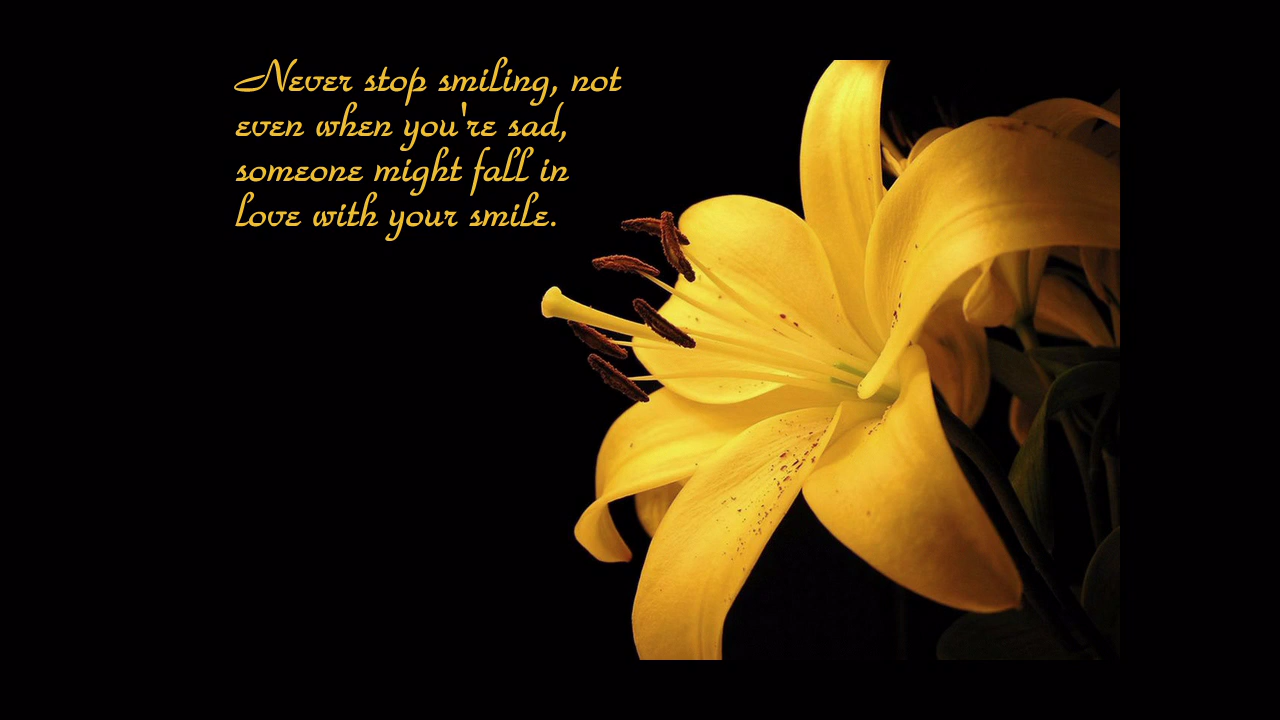 Never stop smiling, not
even when you're sad,
someone might fall in
love with your smile.